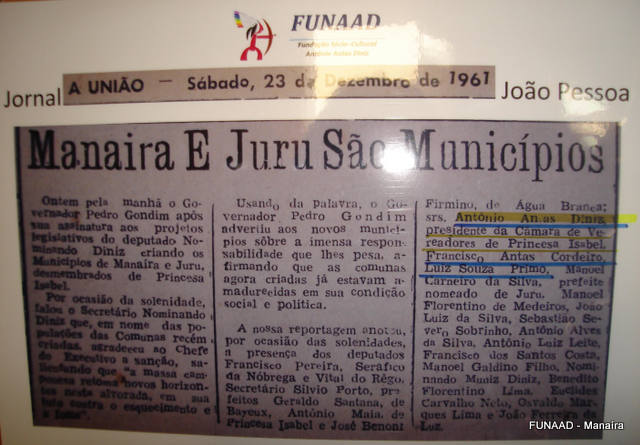 FUNAAD
Fundação Sócio-Cultural
Antônio Antas Diniz
Jornal A UNIÃO — Sábado, 23 de Dezembro de 1961 João Pessoa
Manaira E Juru São Municípios
Ontem pela manhã o Go-
vernador Pedro Gondim após
sua assinatura aos projetos
legislativos do deputado No-
minando Diniz criando os
Municípios de Manaíra e Juru,
desmembrados de Princesa
Isabel.
Por ocasião da solenidade,
falou o Secretário Nominando
Diniz que, em nome das po-
pulações das Comunas recém
criadas, agradeceu ao Chefe
do Executivo a sanção, sa-
lientando que "a massa cam-
ponesa retoma novos horizon-
tes nesta alvorada, em sua
luta contra o esquecimento e
a fome".
Usando da palavra, o Go-
vernador Pedro Gondim
advertiu aos novos municí-
pios sôbre a imensa respon-
sabilidade que lhes pesa, a-
firmando que as comunas
agora criadas já estavam a-
madurecidas em sua condição
social e política.
A nossa reportagem anotou,
por ocasião das solenidades,
a presença dos deputados
Francisco Pereira, Seráfico
da Nóbrega e Vital do Rêgo,
Secretário Silvio Porto, pre-
feitos Geraldo Santana, de
Bayeux, Antônio Maia, de
Princesa Isabel e José Benoni
Firmino, de Água Branca;
srs. Antônio Antas Diniz
presidente da Câmara de Ve-
readores de Princesa Isabel,
Francisco Antas Cordeiro,
Luiz Souza Primo, Manoel
Carneiro da Silva, prefeite
nomeado de Juru, Manoel
Florentino de Medeiros, João
Luiz da Silva, Sebastião Se-
vero Sobrinho, Antônio Alves
da Silva, Antônio Luiz Leite,
Francisco dos Santos Costa,
Manoel Galdino Filho, Nomi-
nando Muniz Diniz, Benedito
Florentino Lima, Euclides
Carvalho Neto, Osvaldo Mar-
ques Lima e João Ferreira da
Luz.
FUNAAD - Manaira